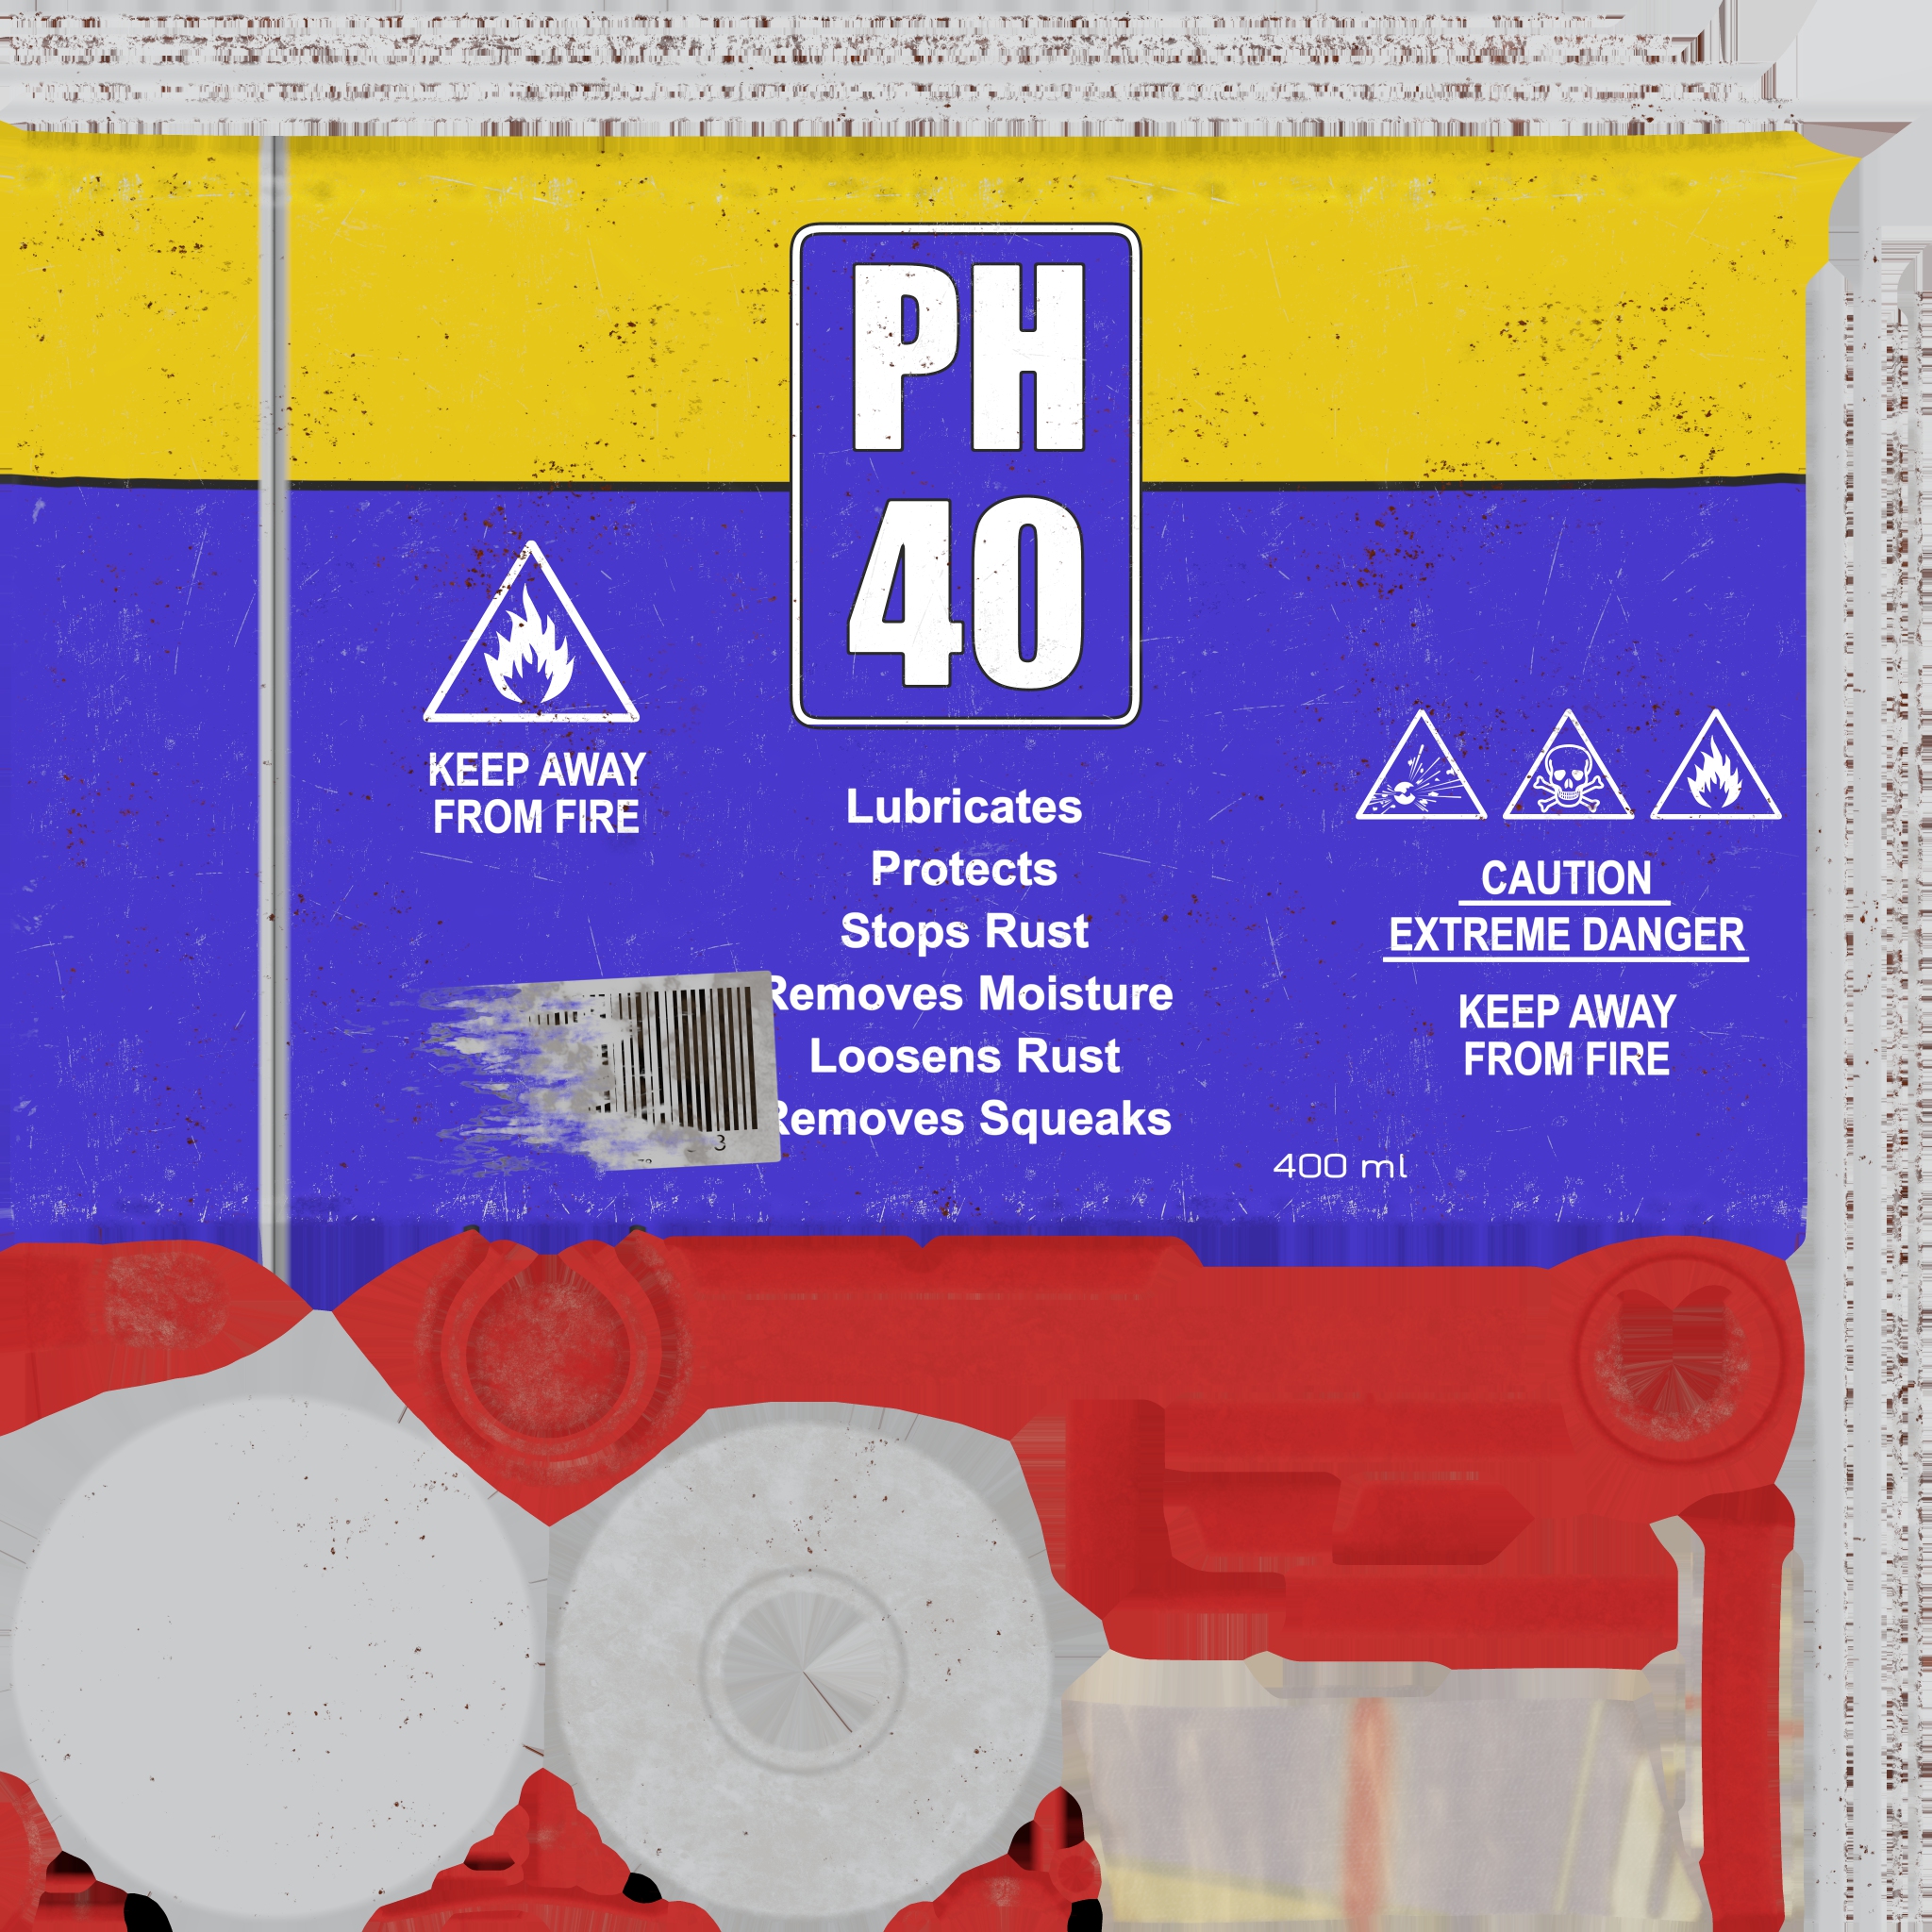 PH
40
KEEP AWAY
FROM FIRE
Lubricates
Protects
Stops Rust
Removes Moisture
Loosens Rust
Removes Squeaks
3
CAUTION
EXTREME DANGER
KEEP AWAY
FROM FIRE
400 ml